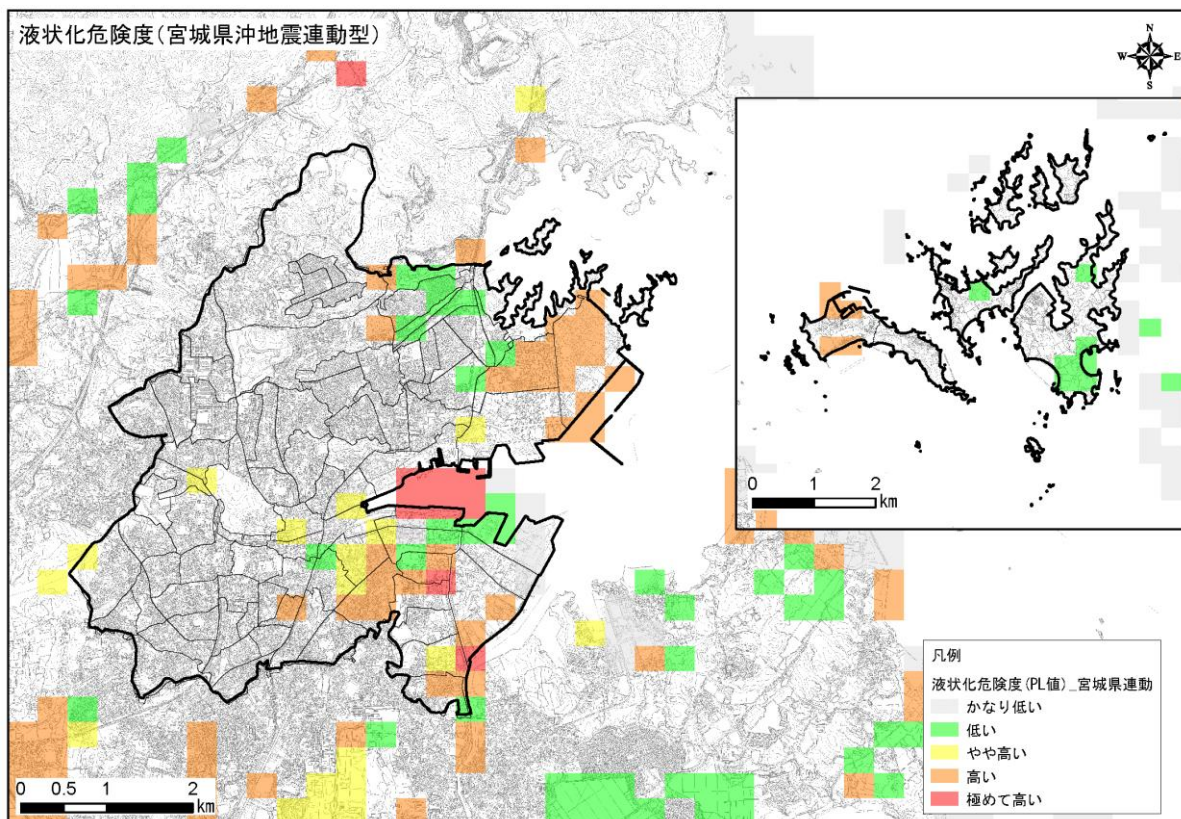 液状化危険度（宮城県沖地震連動型）
N
W
E
S
0
1
2
km
凡例
液状化危険度(PL値)_宮城県連動
かなり低い
低い
やや高い
高い
極めて高い
0
0.5
1
2
km